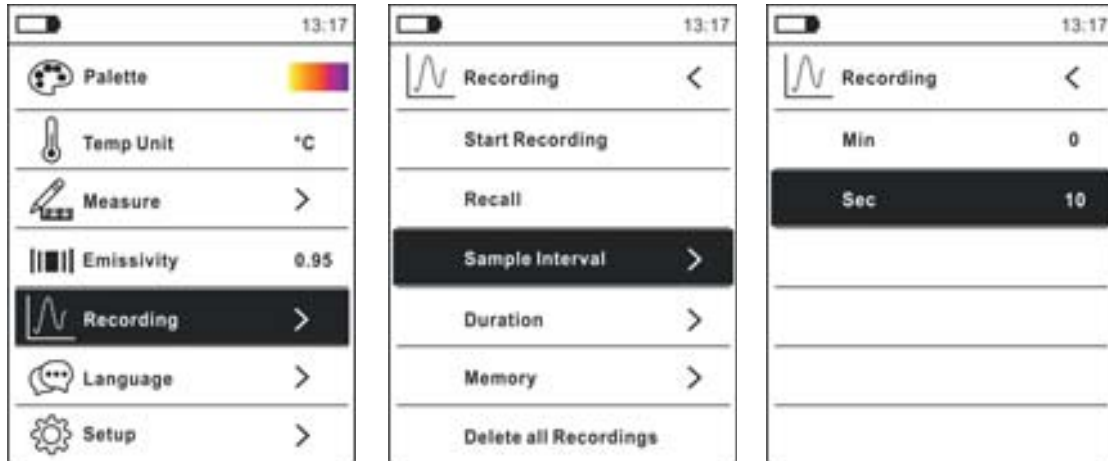 13:17
Palette
Temp Unit °C
Measure >
Emissivity 0.95
Recording >
Language >
Setup >
13:17
Recording <
Start Recording
Recall
Sample Interval >
Duration >
Memory >
Delete all Recordings
13:17
Recording <
Min 0
Sec 10